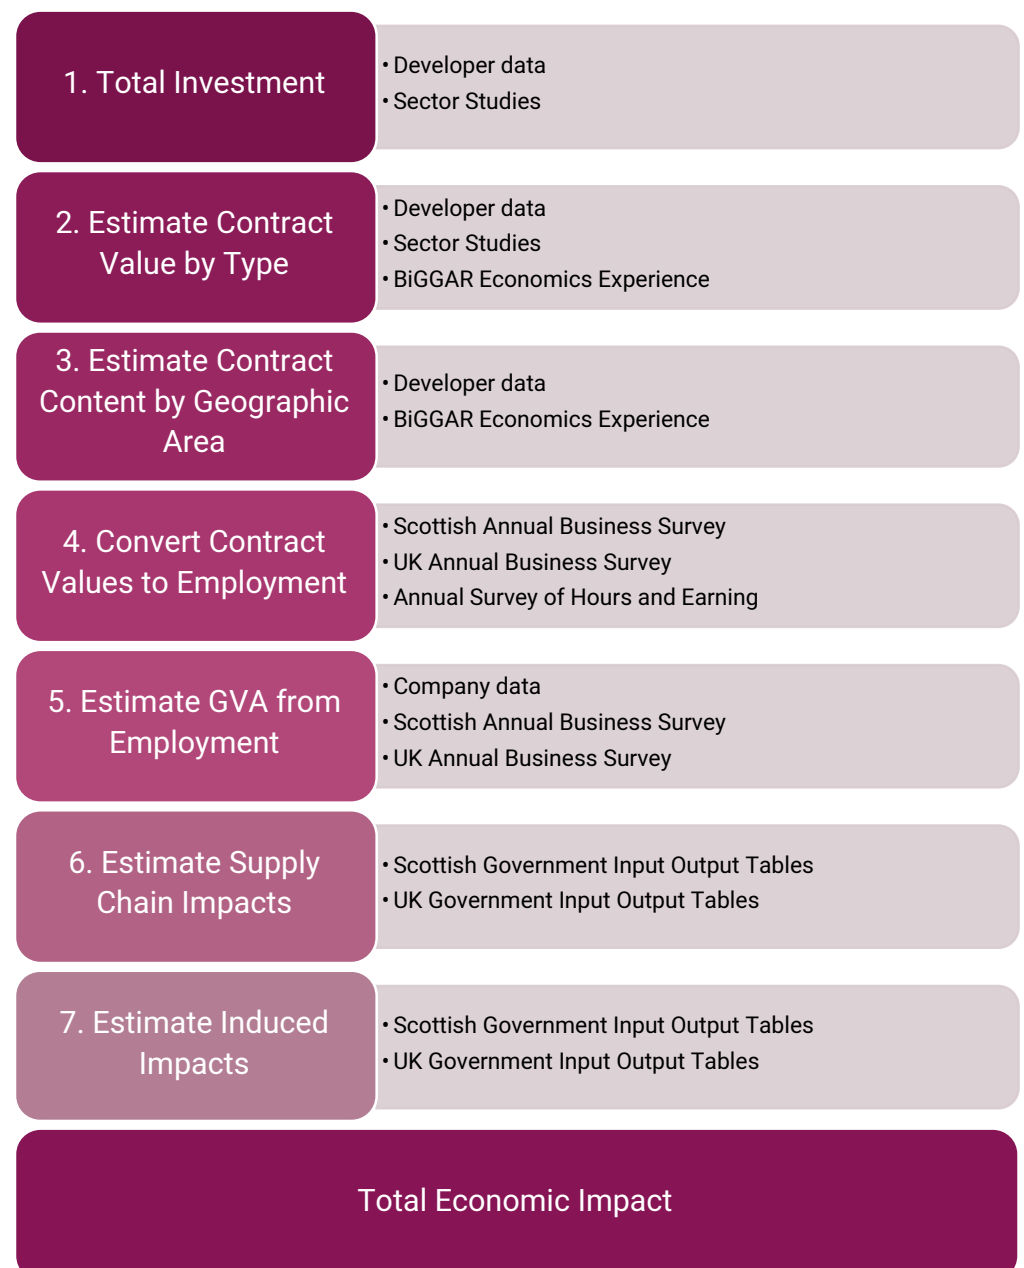 1. Total Investment
• Developer data
• Sector Studies
2. Estimate Contract
Value by Type
• Developer data
• Sector Studies
• BiGGAR Economics Experience
3. Estimate Contract
Content by Geographic
Area
• Developer data
• BiGGAR Economics Experience
4. Convert Contract
Values to Employment
• Scottish Annual Business Survey
• UK Annual Business Survey
• Annual Survey of Hours and Earning
5. Estimate GVA from
Employment
• Company data
• Scottish Annual Business Survey
• UK Annual Business Survey
6. Estimate Supply
Chain Impacts
• Scottish Government Input Output Tables
• UK Government Input Output Tables
7. Estimate Induced
Impacts
• Scottish Government Input Output Tables
• UK Government Input Output Tables
Total Economic Impact